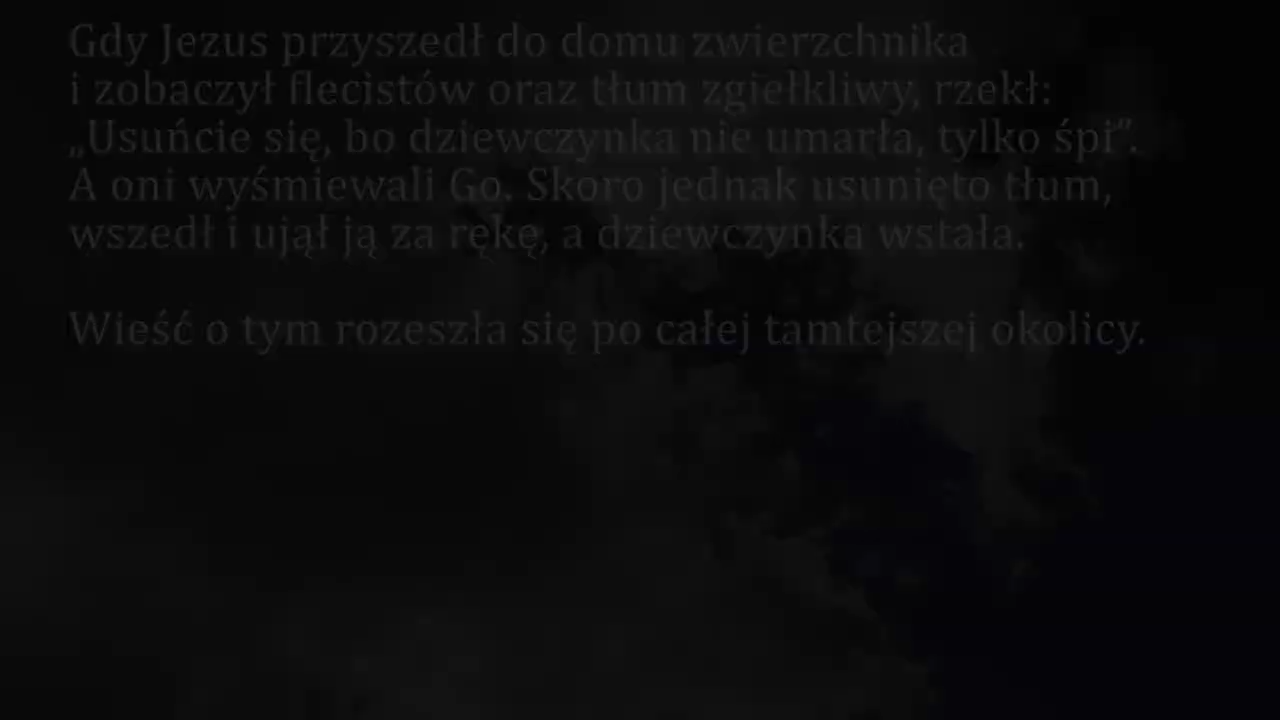 Gdy Jezus przyszedł do domu zwierzchnika
i zobaczył flecistów oraz tłum zgiełkliwy, rzekł:
„Usuńcie się, bo dziewczynka nie umarła, tylko śpi”.
A oni wyśmiewali Go. Skoro jednak usunięto tłum,
wszedł i ujął ją za rękę, a dziewczynka wstała.
Wieść o tym rozeszła się po całej tamtejszej okolicy.